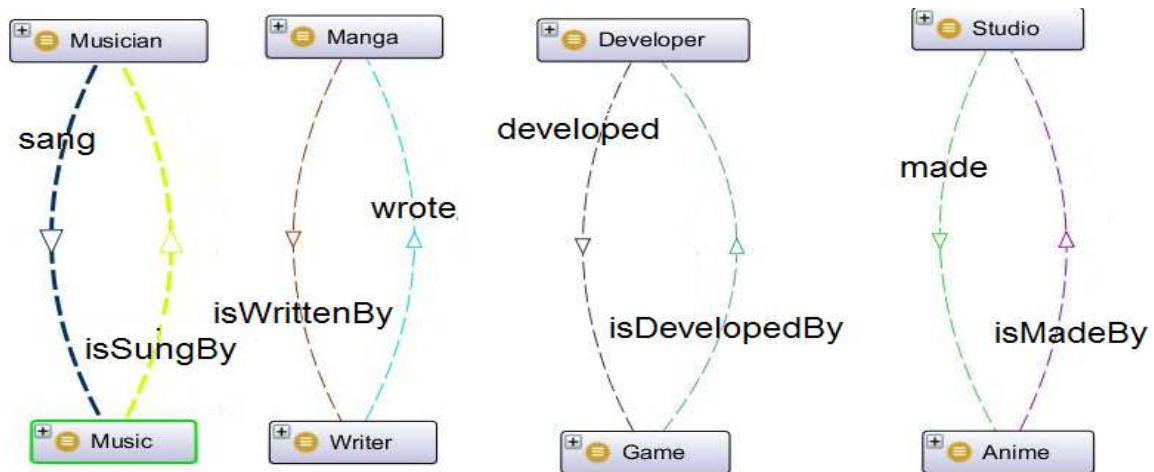 Musician
Manga
Developer
Studio
sang
developed
made
wrote
isWrittenBy
isSungBy
isDevelopedBy
isMadeBy
Music
Writer
Game
Anime